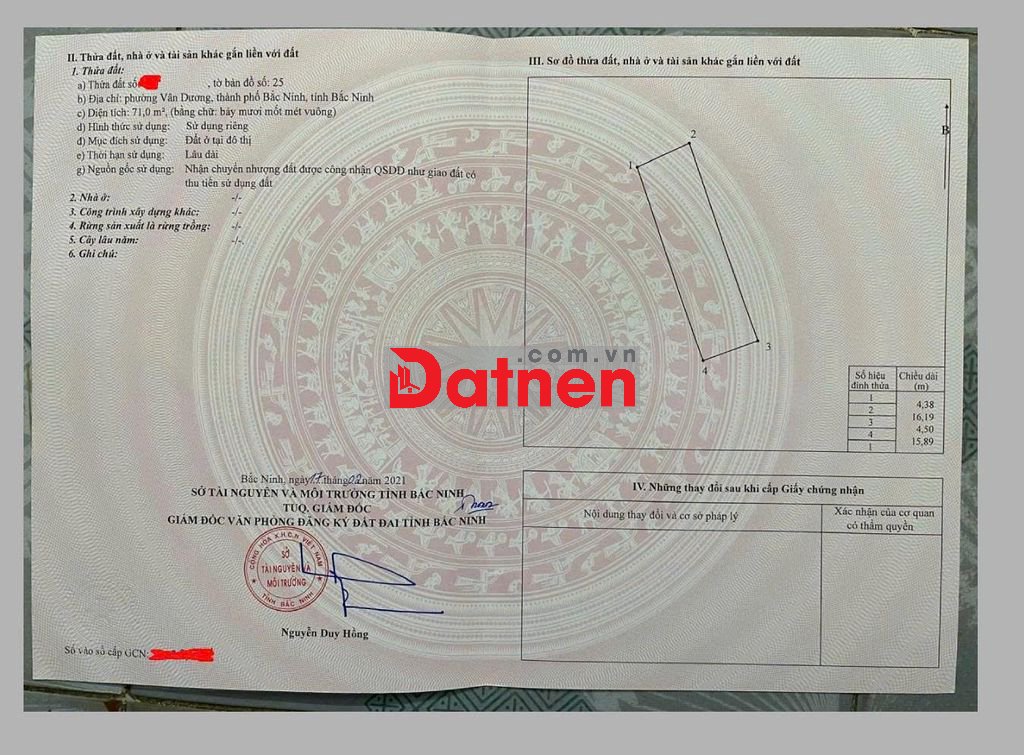 II. Thửa đất, nhà ở và tài sản khác gắn liền với đất
1. Thửa đất:
a) Thửa đất số , tờ bản đồ số: 25
b) Địa chỉ: phường Vân Dương, thành phố Bắc Ninh, tỉnh Bắc Ninh
c) Diện tích: 71,0 m², (bằng chữ: bảy mươi mốt mét vuông)
d) Hình thức sử dụng: Sử dụng riêng
đ) Mục đích sử dụng: Đất ở tại đô thị
e) Thời hạn sử dụng: Lâu dài
g) Nguồn gốc sử dụng: Nhận chuyển nhượng đất được công nhận QSDĐ như giao đất có
thu tiền sử dụng đất
2. Nhà ở: -/-
3. Công trình xây dựng khác: -/-
4. Rừng sản xuất là rừng trồng: -/-
5. Cây lâu năm: -/-.
6. Ghi chú:
Bắc Ninh, ngày 17 tháng 02 năm 2021
SỞ TÀI NGUYÊN VÀ MÔI TRƯỜNG TỈNH BẮC NINH
TUQ. GIÁM ĐỐC
GIÁM ĐỐC VĂN PHÒNG ĐĂNG KÝ ĐẤT ĐAI TỈNH BẮC NINH
CỘNG HÒA X.H.C.N VIỆT NAM
SỞ
TÀI NGUYÊN VÀ
MÔI TRƯỜNG
TỈNH BẮC NINH
Nguyễn Duy Hồng
Số vào sổ cấp GCN:
III. Sơ đồ thửa đất, nhà ở và tài sản khác gắn liền với đất
B
1
2
3
4
Số hiệu đỉnh thửa
Chiều dài (m)
1
4,38
2
16,19
3
4,50
4
15,89
1
IV. Những thay đổi sau khi cấp Giấy chứng nhận
Nội dung thay đổi và cơ sở pháp lý
Xác nhận của cơ quan
có thẩm quyền
.com.vn
Datnen